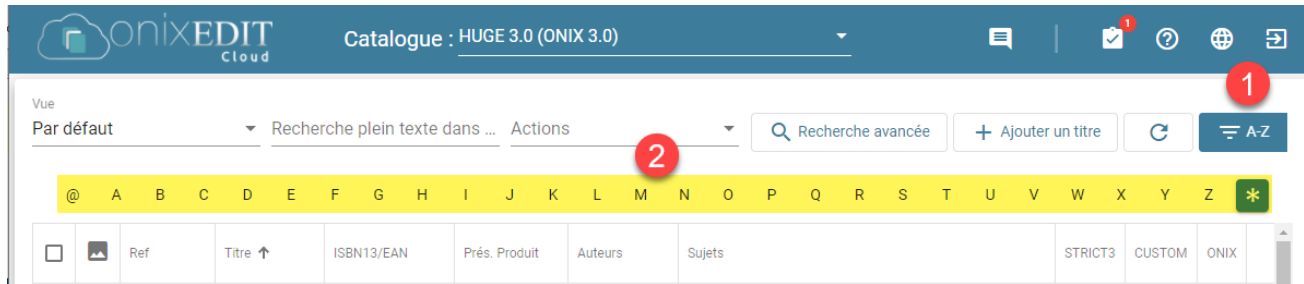 onixEDIT
Cloud
Catalogue : HUGE 3.0 (ONIX 3.0)
1
1
Vue
Par défaut
Recherche plein texte dans ...
Actions
Recherche avancée
Ajouter un titre
A-Z
2
@ A B C D E F G H I J K L M N O P Q R S T U V W X Y Z *
Ref Titre ISBN13/EAN Prés. Produit Auteurs Sujets STRICT3 CUSTOM ONIX